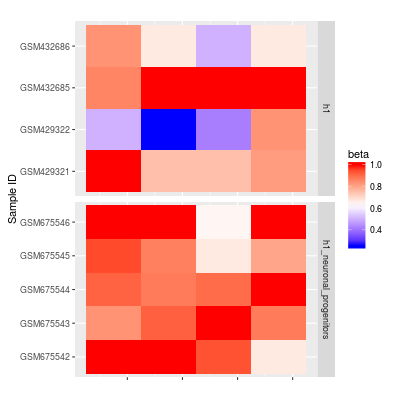 GSM432686
GSM432685
GSM429322
GSM429321
h1
GSM675546
GSM675545
GSM675544
GSM675543
GSM675542
h1_neuronal_progenitors
Sample ID
beta
1.0
0.8
0.6
0.4